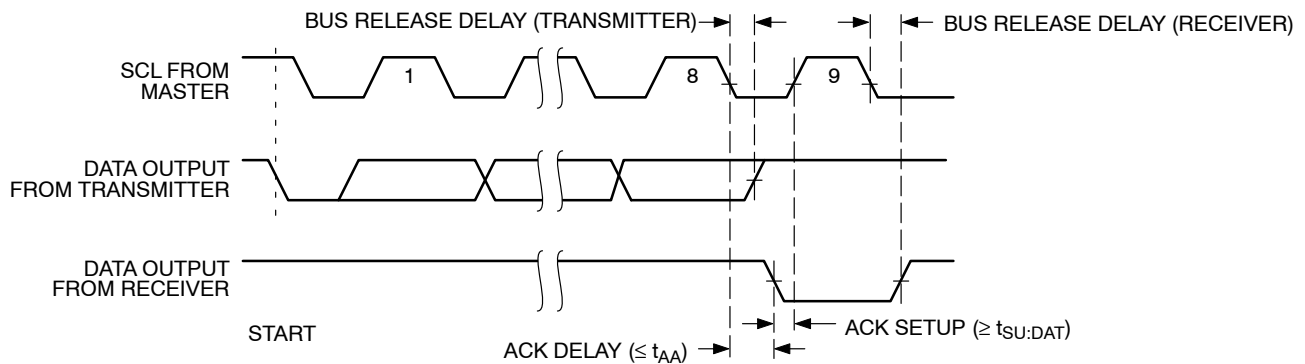 BUS RELEASE DELAY (TRANSMITTER)
BUS RELEASE DELAY (RECEIVER)
SCL FROM
MASTER
1
8
9
DATA OUTPUT
FROM TRANSMITTER
DATA OUTPUT
FROM RECEIVER
START
ACK SETUP (≥ tSU:DAT)
ACK DELAY (≤ tAA)